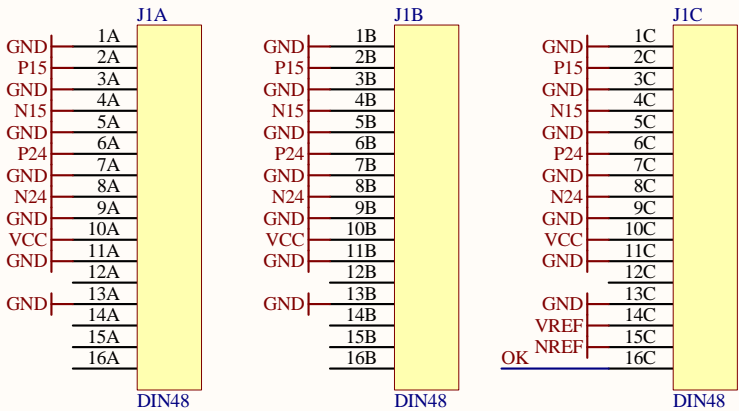 J1A
GND 1A
P15 2A
GND 3A
N15 4A
GND 5A
P24 6A
GND 7A
N24 8A
GND 9A
VCC 10A
GND 11A
12A
GND 13A
14A
15A
16A
DIN48
J1B
GND 1B
P15 2B
GND 3B
N15 4B
GND 5B
P24 6B
GND 7B
N24 8B
GND 9B
VCC 10B
GND 11B
12B
GND 13B
14B
15B
16B
DIN48
J1C
GND 1C
P15 2C
GND 3C
N15 4C
GND 5C
P24 6C
GND 7C
N24 8C
GND 9C
VCC 10C
GND 11C
12C
GND 13C
VREF 14C
NREF 15C
OK 16C
DIN48